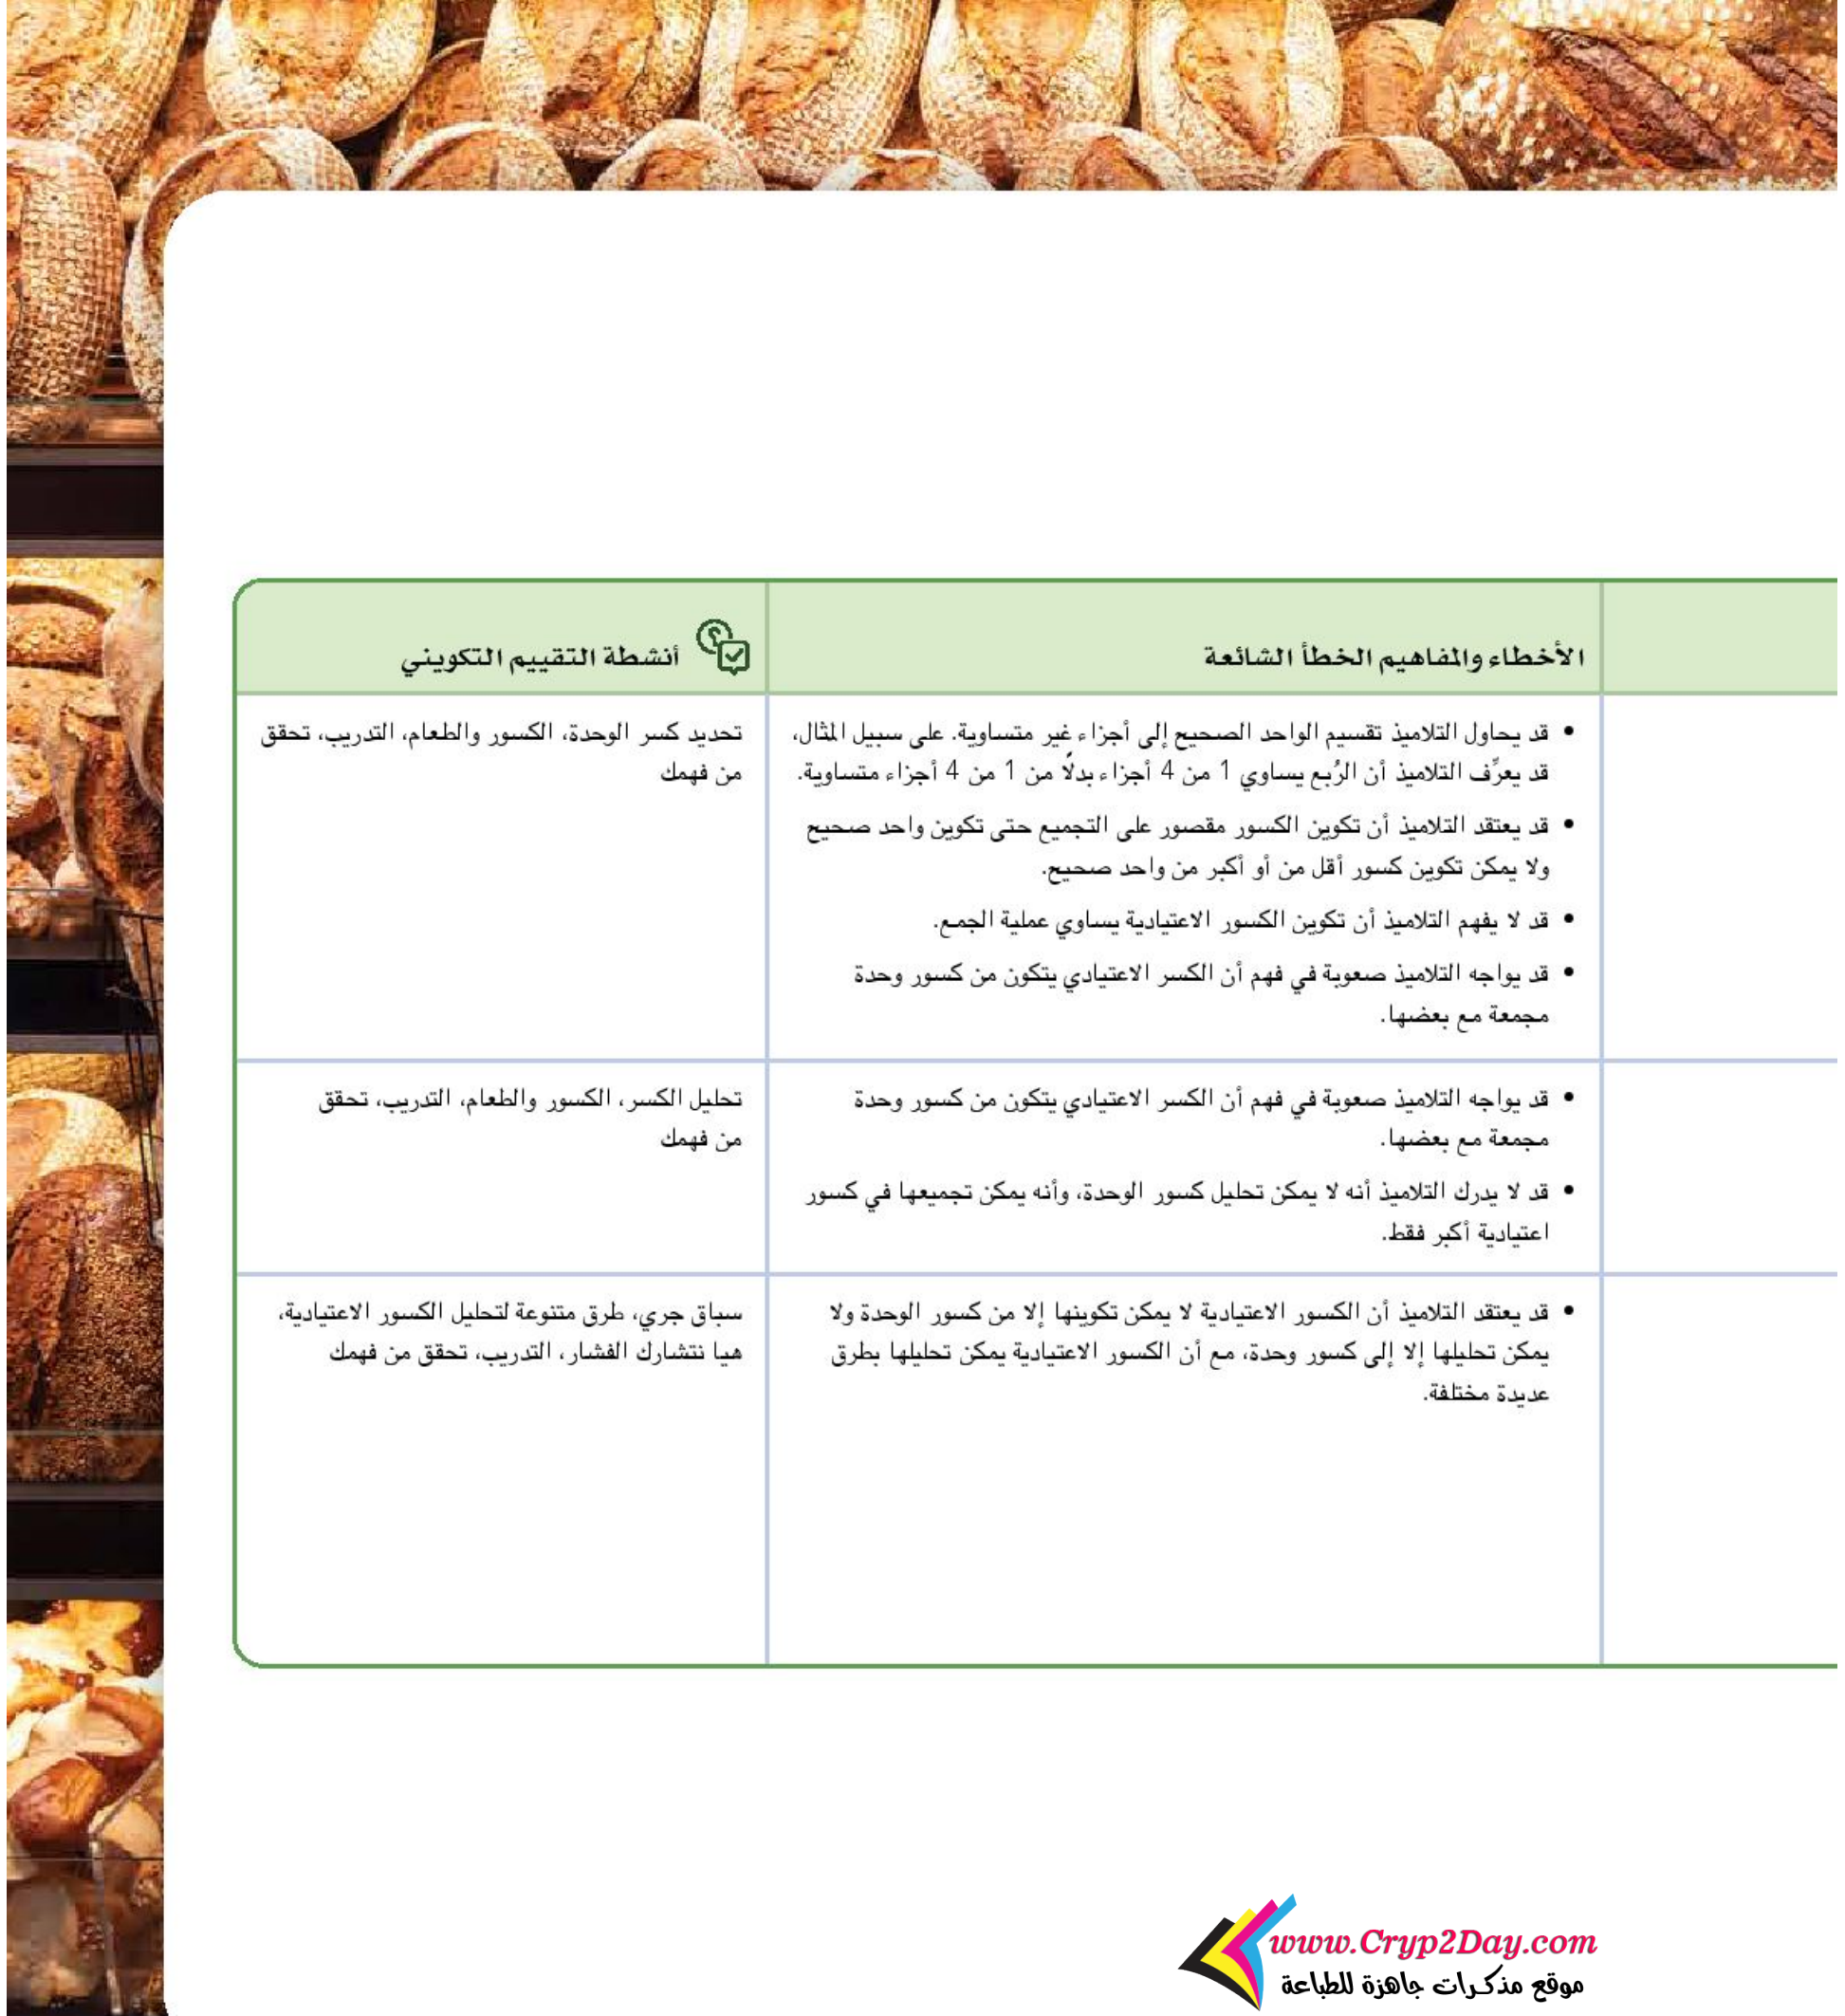 الأخطاء والمفاهيم الخطأ الشائعة
أنشطة التقييم التكويني
• قد يحاول التلاميذ تقسيم الواحد الصحيح إلى أجزاء غير متساوية. على سبيل المثال،
قد يعرِّف التلاميذ أن الرُبع يساوي 1 من 4 أجزاء بدلًا من 1 من 4 أجزاء متساوية.
• قد يعتقد التلاميذ أن تكوين الكسور مقصور على التجميع حتى تكوين واحد صحيح
ولا يمكن تكوين كسور أقل من أو أكبر من واحد صحيح.
• قد لا يفهم التلاميذ أن تكوين الكسور الاعتيادية يساوي عملية الجمع.
• قد يواجه التلاميذ صعوبة في فهم أن الكسر الاعتيادي يتكون من كسور وحدة
مجمعة مع بعضها.
تحديد كسر الوحدة، الكسور والطعام، التدريب، تحقق
من فهمك
• قد يواجه التلاميذ صعوبة في فهم أن الكسر الاعتيادي يتكون من كسور وحدة
مجمعة مع بعضها.
• قد لا يدرك التلاميذ أنه لا يمكن تحليل كسور الوحدة، وأنه يمكن تجميعها في كسور
اعتيادية أكبر فقط.
تحليل الكسر، الكسور والطعام، التدريب، تحقق
من فهمك
• قد يعتقد التلاميذ أن الكسور الاعتيادية لا يمكن تكوينها إلا من كسور الوحدة ولا
يمكن تحليلها إلا إلى كسور وحدة، مع أن الكسور الاعتيادية يمكن تحليلها بطرق
عديدة مختلفة.
سباق جري، طرق متنوعة لتحليل الكسور الاعتيادية،
هيا نتشارك الفشار، التدريب، تحقق من فهمك
www.Cryp2Day.com
موقع مذكرات جاهزة للطباعة